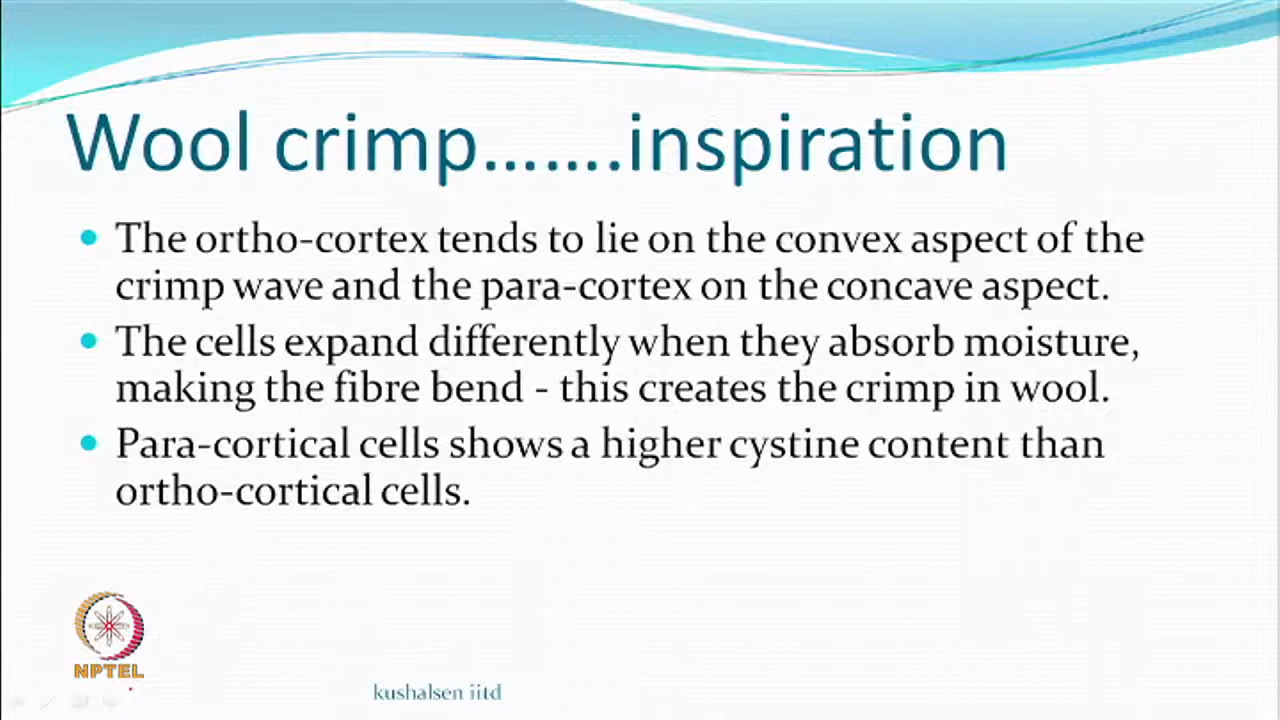 Wool crimp…….inspiration
The ortho-cortex tends to lie on the convex aspect of the
crimp wave and the para-cortex on the concave aspect.
The cells expand differently when they absorb moisture,
making the fibre bend - this creates the crimp in wool.
Para-cortical cells shows a higher cystine content than
ortho-cortical cells.
NPTEL
kushalsen iitd